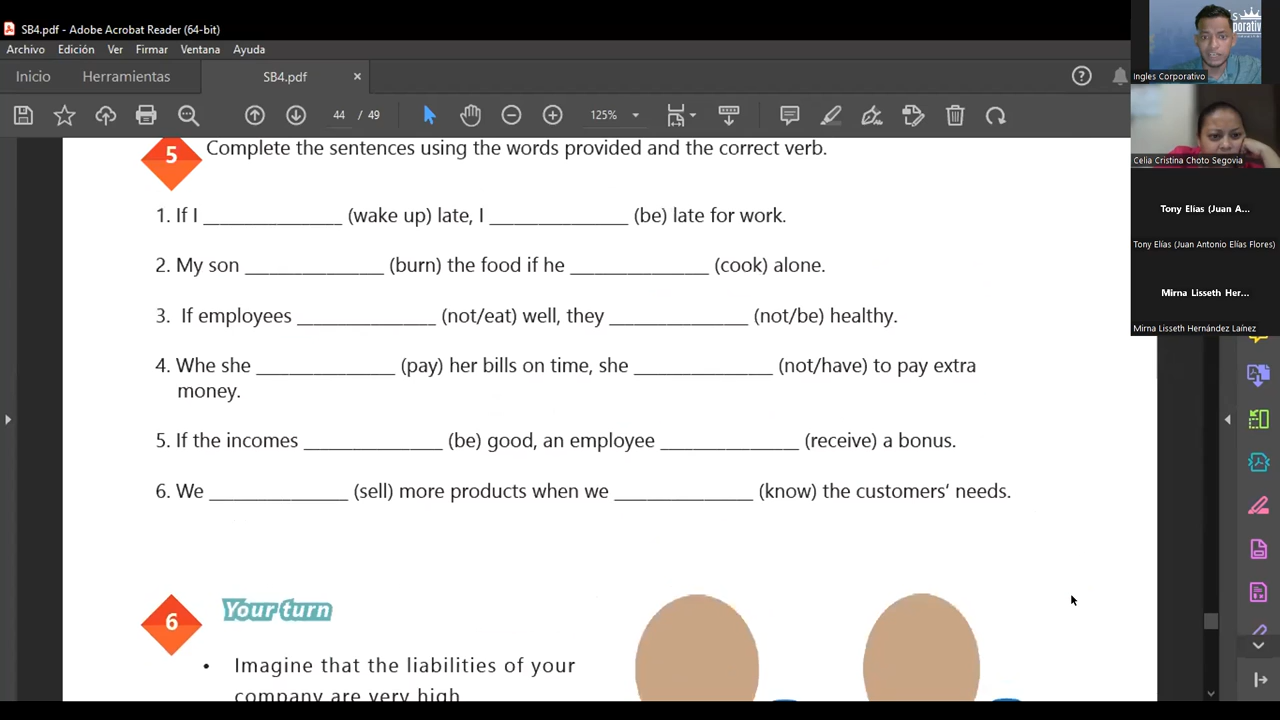 SB4.pdf - Adobe Acrobat Reader (64-bit)
Archivo Edición Ver Firmar Ventana Ayuda
Inicio Herramientas SB4.pdf ×
44 / 49 125%
5 Complete the sentences using the words provided and the correct verb.
1. If I ______________ (wake up) late, I ______________ (be) late for work.
2. My son ______________ (burn) the food if he ______________ (cook) alone.
3. If employees ______________ (not/eat) well, they ______________ (not/be) healthy.
4. Whe she ______________ (pay) her bills on time, she ______________ (not/have) to pay extra
money.
5. If the incomes ______________ (be) good, an employee ______________ (receive) a bonus.
6. We ______________ (sell) more products when we ______________ (know) the customers' needs.
6 Your turn
• Imagine that the liabilities of your
company are very high
Ingles Corporativo
Celia Cristina Choto Segovia
Tony Elías (Juan A...
Tony Elías (Juan Antonio Elías Flores)
Mirna Lisseth Her...
Mirna Lisseth Hernández Laínez